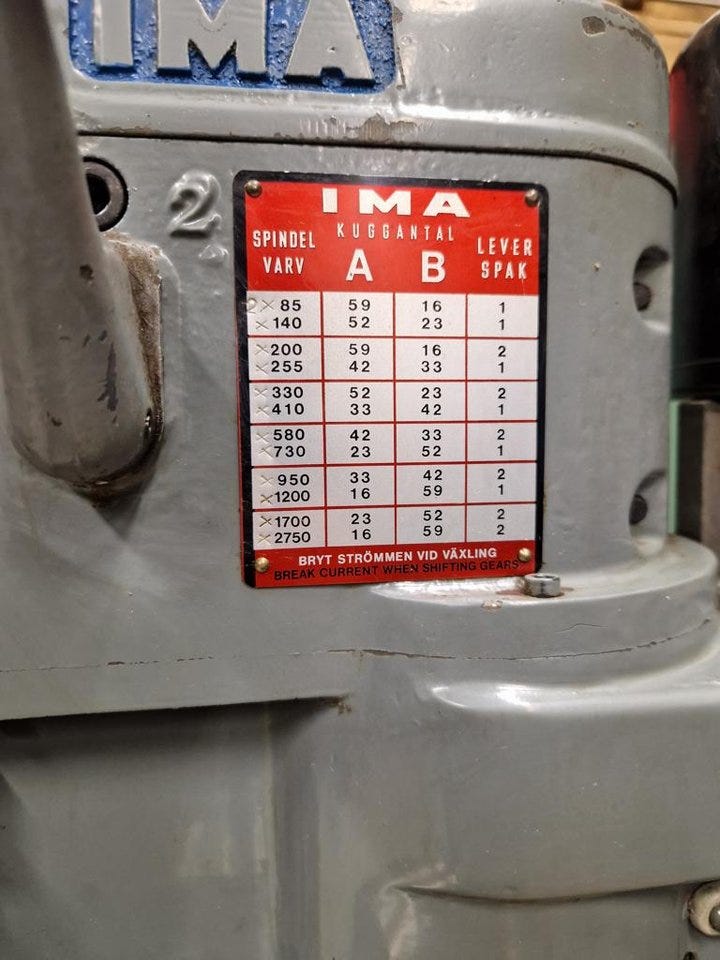 IMA
2
IMA
KUGGANTAL
SPINDEL VARV A B LEVER SPAK
2× 85 59 16 1
× 140 52 23 1
× 200 59 16 2
× 255 42 33 1
× 330 52 23 2
× 410 33 42 1
× 580 42 33 2
× 730 23 52 1
× 950 33 42 2
× 1200 16 59 1
× 1700 23 52 2
× 2750 16 59 2
BRYT STRÖMMEN VID VÄXLING
BREAK CURRENT WHEN SHIFTING GEARS